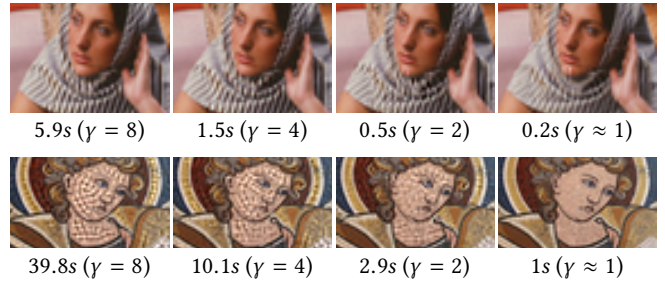 5.9s (γ = 8) 1.5s (γ = 4) 0.5s (γ = 2) 0.2s (γ ≈ 1)
39.8s (γ = 8) 10.1s (γ = 4) 2.9s (γ = 2) 1s (γ ≈ 1)